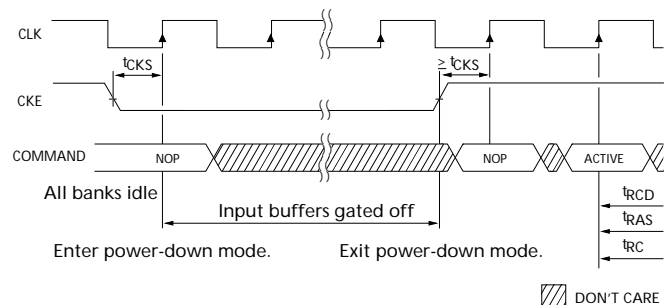 CLK
tCKS
≥ tCKS
CKE
COMMAND
NOP
NOP
ACTIVE
All banks idle
Input buffers gated off
tRCD
tRAS
tRC
Enter power-down mode.
Exit power-down mode.
DON'T CARE